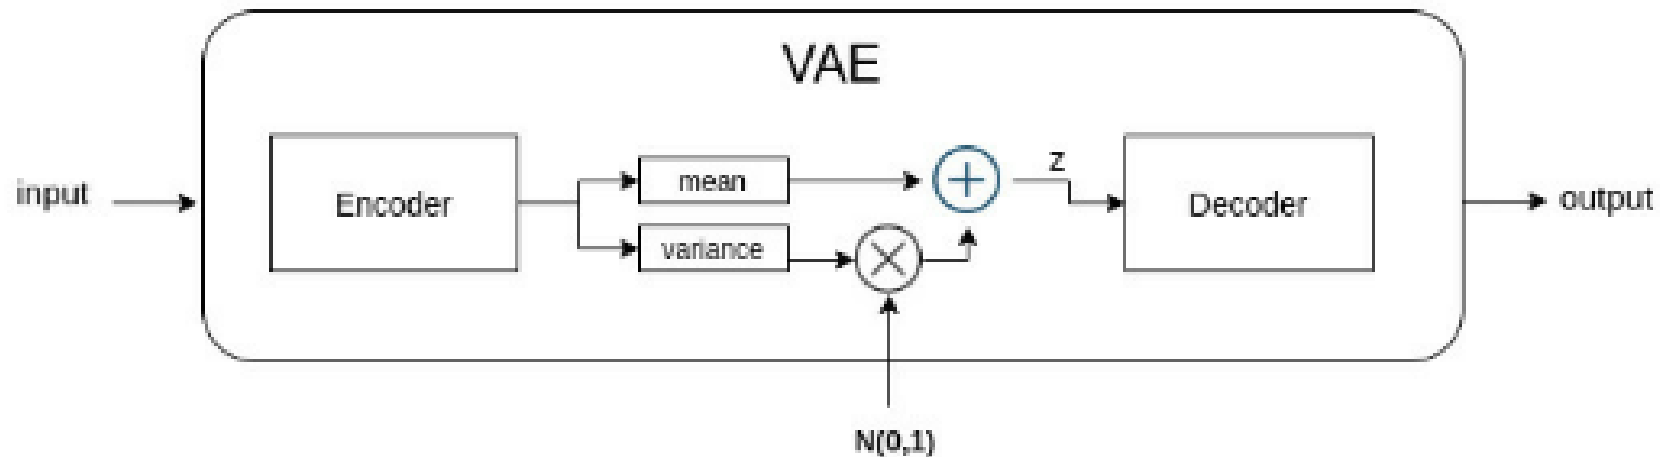 VAE
input
Encoder
mean
variance
z
Decoder
output
N(0,1)